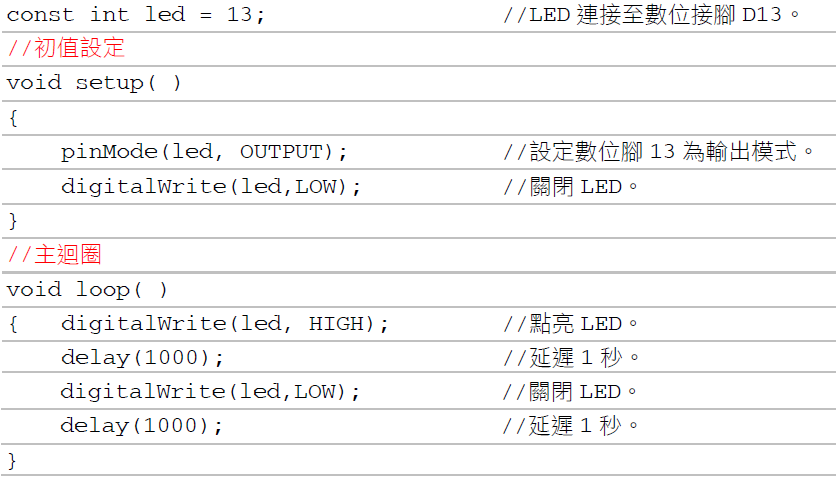 const int led = 13; //LED 連接至數位接腳 D13。
//初值設定
void setup( )
{
pinMode(led, OUTPUT); //設定數位腳 13 為輸出模式。
digitalWrite(led,LOW); //關閉 LED。
}
//主迴圈
void loop( )
{ digitalWrite(led, HIGH); //點亮 LED。
delay(1000); //延遲 1 秒。
digitalWrite(led,LOW); //關閉 LED。
delay(1000); //延遲 1 秒。
}